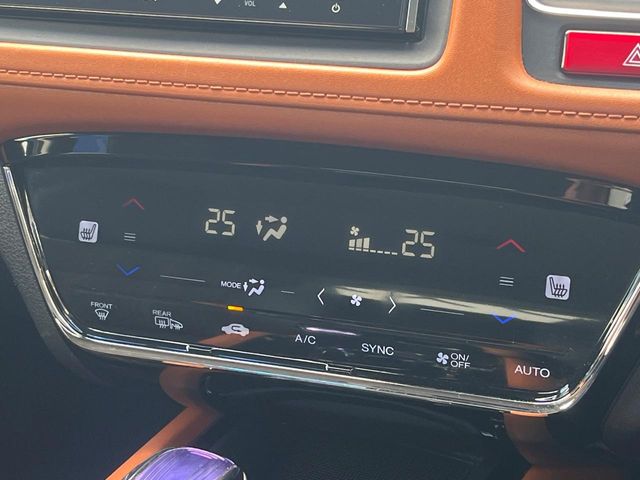 VOL
25
25
MODE
FRONT
REAR
A/C
SYNC
ON/
OFF
AUTO